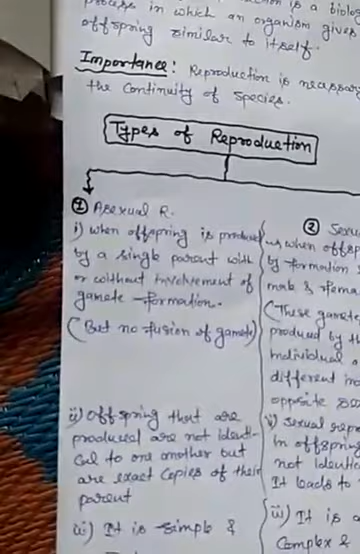 is a biolog
process in which an organism gives
offspring similar to itself.
Importance: Reproduction is neassary
the Continuity of Species.
Types of Reproduction
① Asexual R.
i) when offspring is produced
by a single parent with
or without Involvement of
gamete formation.
(But no fusion of gamete)
ii) offspring that are
produced are not Identi-
cal to one another but
are exact copies of their
parent
iii) It is simple &
② Sexu
when offsp
by formation
male & fema
(These gamete
produced by th
Individual o
different in
opposite se
ii) sexual repr
In offspring
not Identic
It leads to
iii) It is a
Complex &